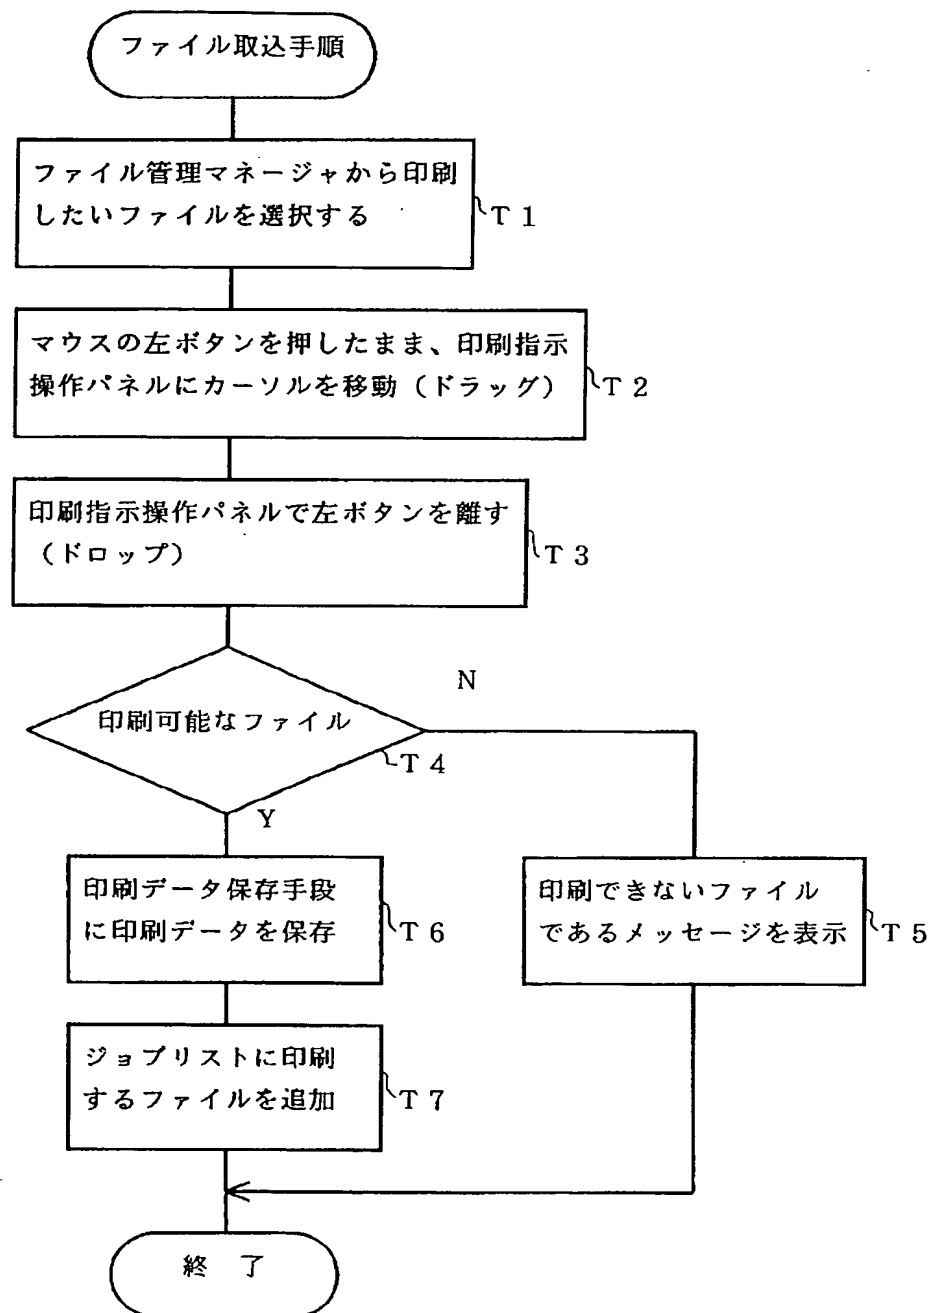 ファイル取込手順
ファイル管理マネージャから印刷
したいファイルを選択する
T1
マウスの左ボタンを押したまま、印刷指示
操作パネルにカーソルを移動（ドラッグ）
T2
印刷指示操作パネルで左ボタンを離す
（ドロップ）
T3
印刷可能なファイル
N
T4
Y
印刷データ保存手段
に印刷データを保存
T6
印刷できないファイル
であるメッセージを表示
T5
ジョブリストに印刷
するファイルを追加
T7
終 了